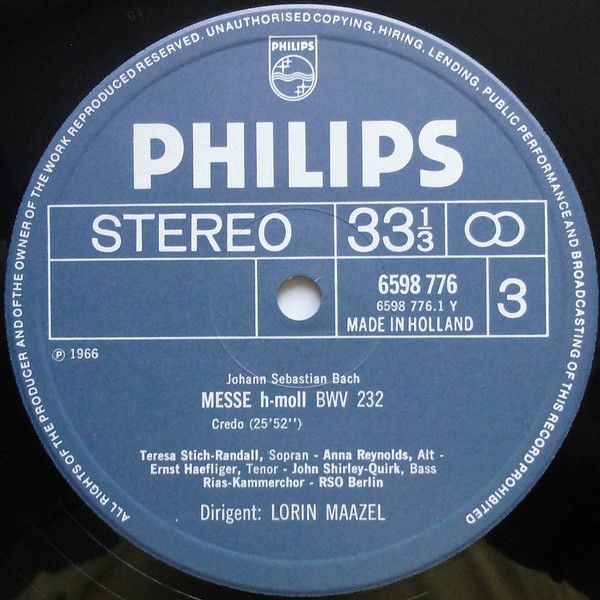 ALL RIGHTS OF THE PRODUCER AND OF THE OWNER OF THE WORK REPRODUCED RESERVED. UNAUTHORISED COPYING, HIRING, LENDING, PUBLIC PERFORMANCE AND BROADCASTING OF THIS RECORD PROHIBITED
PHILIPS
PHILIPS
STEREO 33 1/3
6598 776
6598 776.1 Y
MADE IN HOLLAND
3
Ⓟ 1966
Johann Sebastian Bach
MESSE h-moll BWV 232
Credo (25'52")
Teresa Stich-Randall, Sopran - Anna Reynolds, Alt -
Ernst Haefliger, Tenor - John Shirley-Quirk, Bass
Rias-Kammerchor - RSO Berlin
Dirigent: LORIN MAAZEL